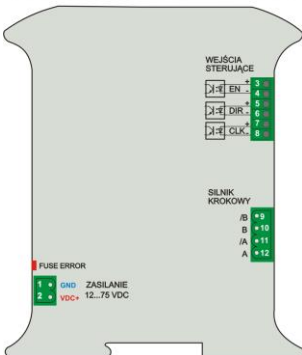 WEJŚCIA
STERUJĄCE
EN + 3
- 4
DIR + 5
- 6
CLK + 7
- 8
SILNIK
KROKOWY
/B 9
B 10
/A 11
A 12
FUSE ERROR
1 GND ZASILANIE
2 VDC+ 12...75 VDC